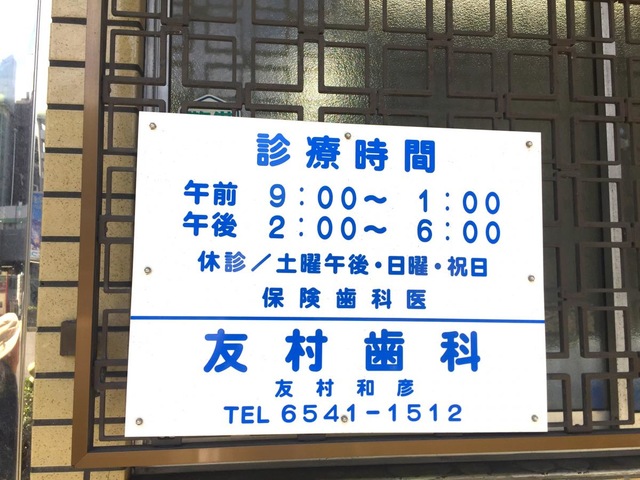 診療時間
午前 9：00〜 1：00
午後 2：00〜 6：00
休診／土曜午後・日曜・祝日
保険歯科医
友村歯科
友村和彦
TEL 6541-1512